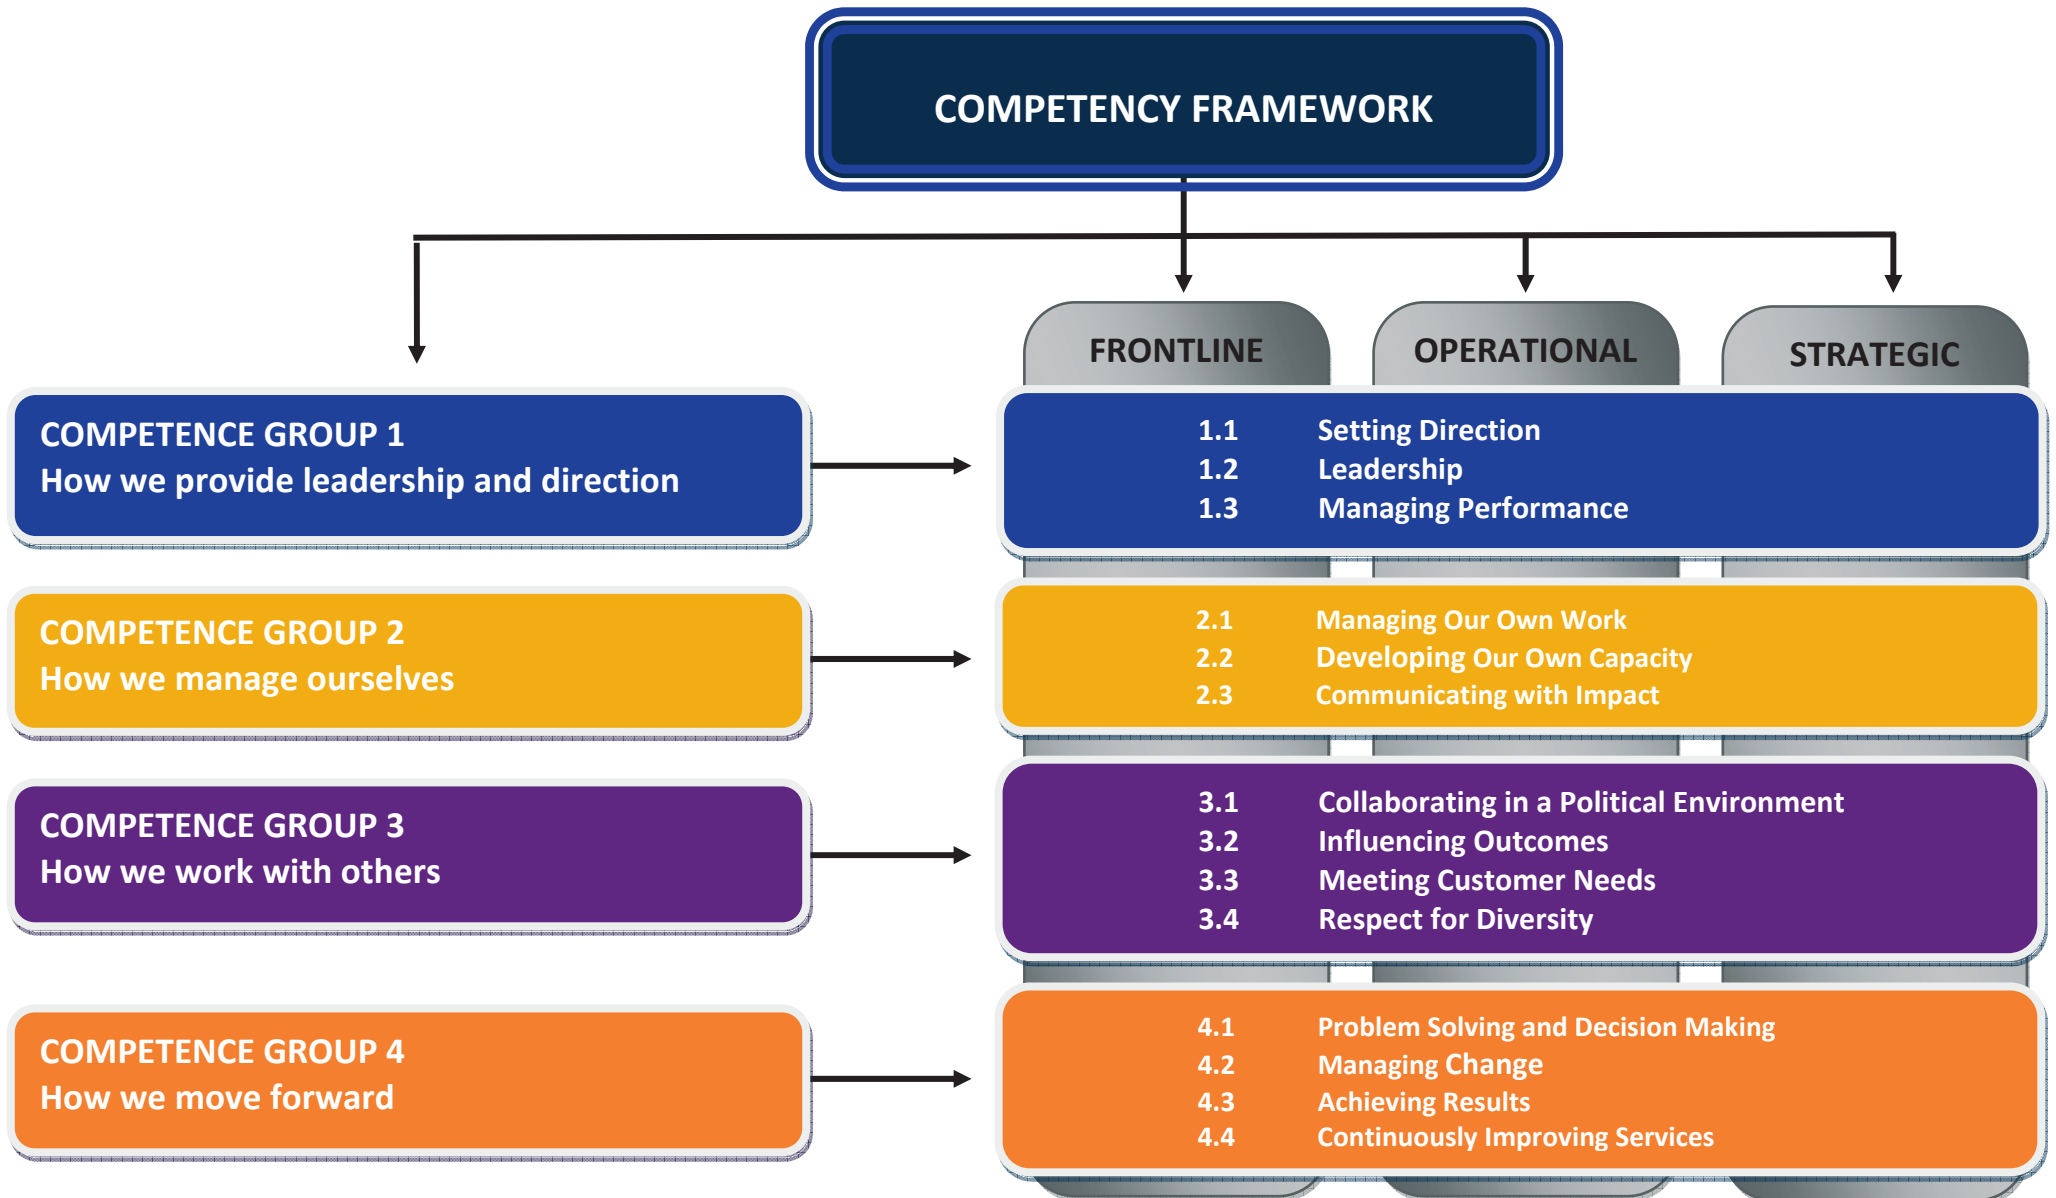 COMPETENCY FRAMEWORK
FRONTLINE
OPERATIONAL
STRATEGIC
COMPETENCE GROUP 1
How we provide leadership and direction
1.1 Setting Direction
1.2 Leadership
1.3 Managing Performance
COMPETENCE GROUP 2
How we manage ourselves
2.1 Managing Our Own Work
2.2 Developing Our Own Capacity
2.3 Communicating with Impact
COMPETENCE GROUP 3
How we work with others
3.1 Collaborating in a Political Environment
3.2 Influencing Outcomes
3.3 Meeting Customer Needs
3.4 Respect for Diversity
COMPETENCE GROUP 4
How we move forward
4.1 Problem Solving and Decision Making
4.2 Managing Change
4.3 Achieving Results
4.4 Continuously Improving Services